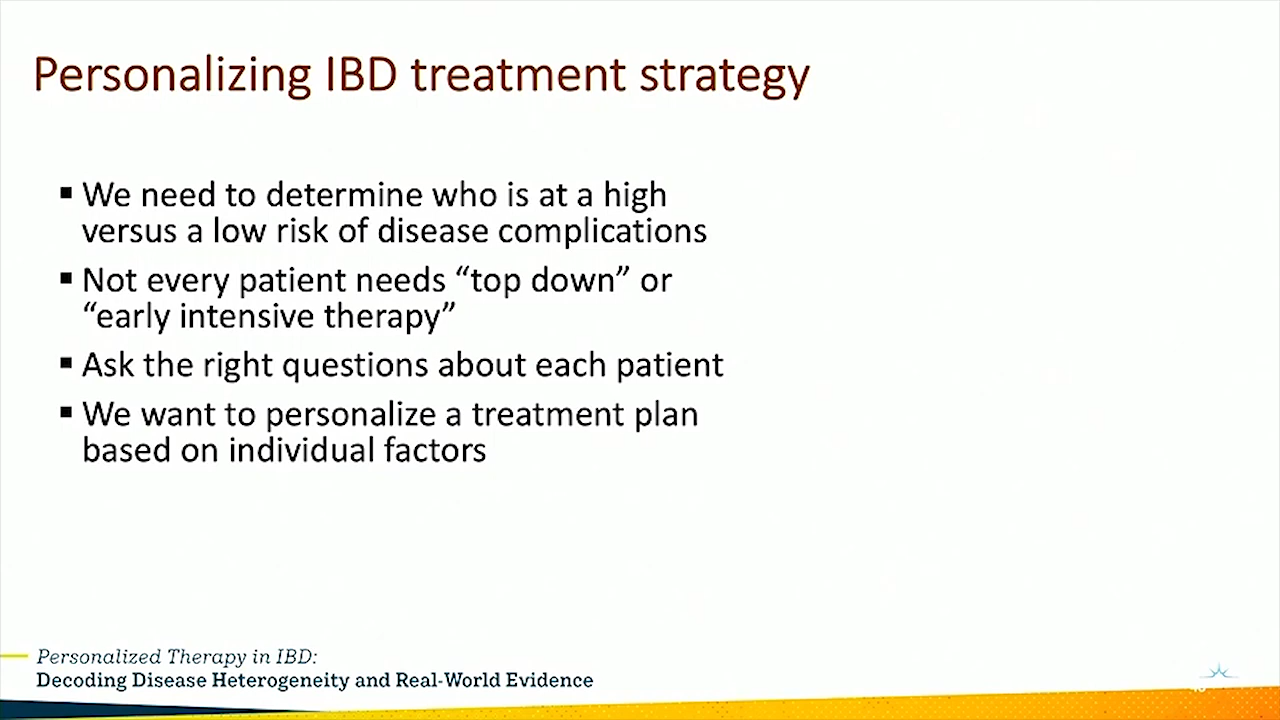 Personalizing IBD treatment strategy
▪ We need to determine who is at a high
versus a low risk of disease complications
▪ Not every patient needs “top down” or
“early intensive therapy”
▪ Ask the right questions about each patient
▪ We want to personalize a treatment plan
based on individual factors
Personalized Therapy in IBD:
Decoding Disease Heterogeneity and Real-World Evidence